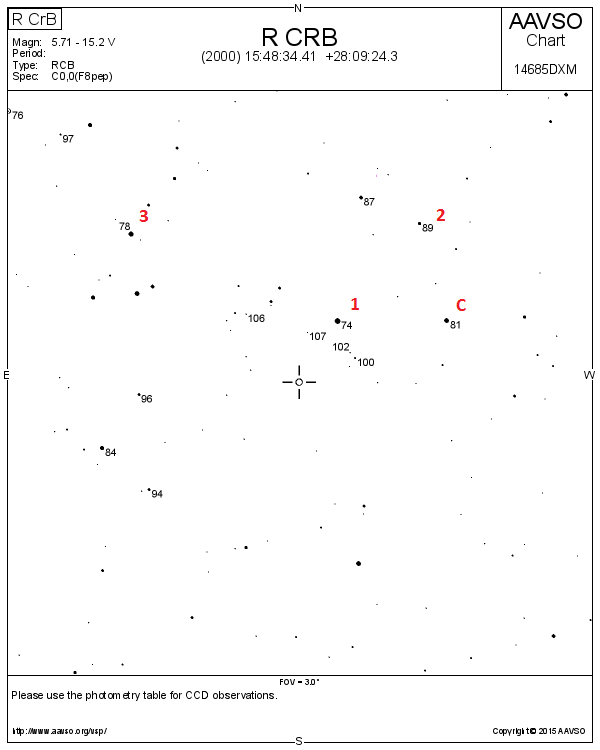 N
R CrB
Magn: 5.71 - 15.2 V
Period:
Type: RCB
Spec: C0,0(F8pep)
R CRB
(2000) 15:48:34.41 +28:09:24.3
AAVSO
Chart
14685DXM
76
97
87
3
78
2
89
1
C
106
74
81
107
102
100
E
W
96
84
94
FOV = 3.0°
Please use the photometry table for CCD observations.
http://www.aavso.org/vsp/
Copyright © 2015 AAVSO
S